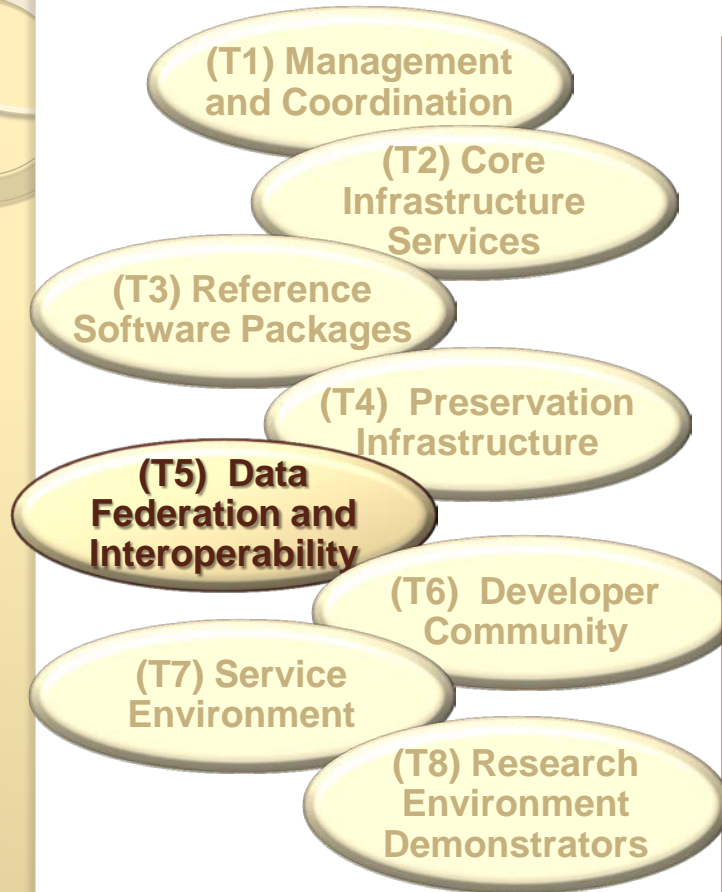 (T1) Management
and Coordination
(T2) Core
Infrastructure
Services
(T3) Reference
Software Packages
(T4) Preservation
Infrastructure
(T5) Data
Federation and
Interoperability
(T6) Developer
Community
(T7) Service
Environment
(T8) Research
Environment
Demonstrators